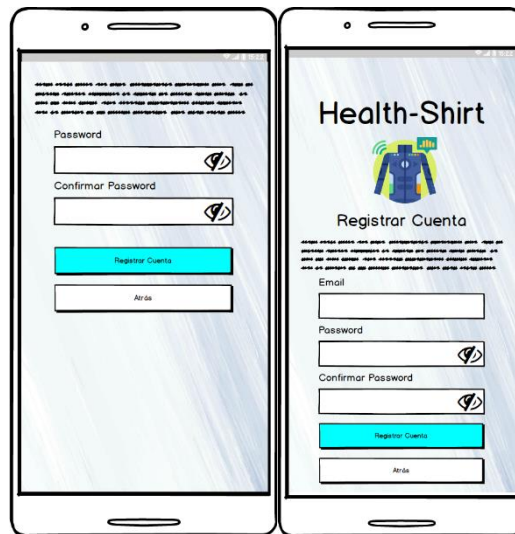 Password
Confirmar Password
Registrar Cuenta
Atrás
Health-Shirt
Registrar Cuenta
Email
Password
Confirmar Password
Registrar Cuenta
Atrás